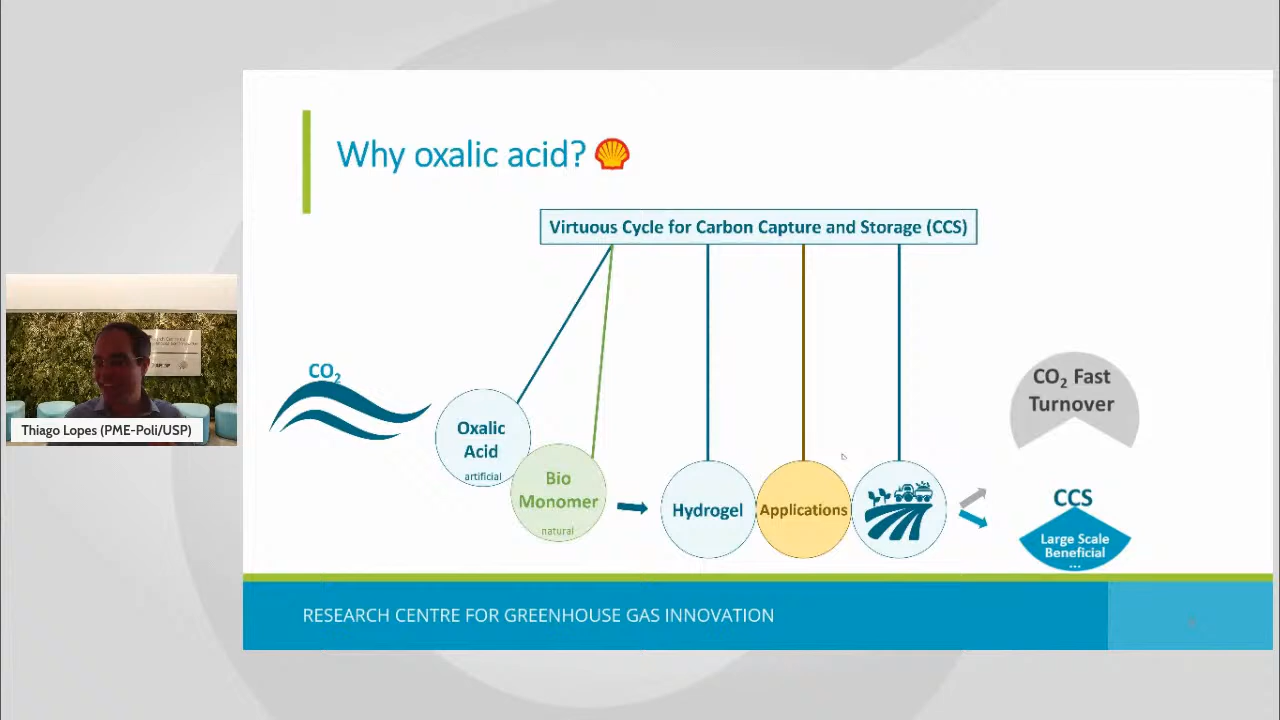 Why oxalic acid?
Virtuous Cycle for Carbon Capture and Storage (CCS)
CO2
Oxalic
Acid
artificial
Bio
Monomer
natural
Hydrogel
Applications
CO2 Fast
Turnover
CCS
Large Scale
Beneficial
...
Thiago Lopes (PME-Poli/USP)
RESEARCH CENTRE FOR GREENHOUSE GAS INNOVATION